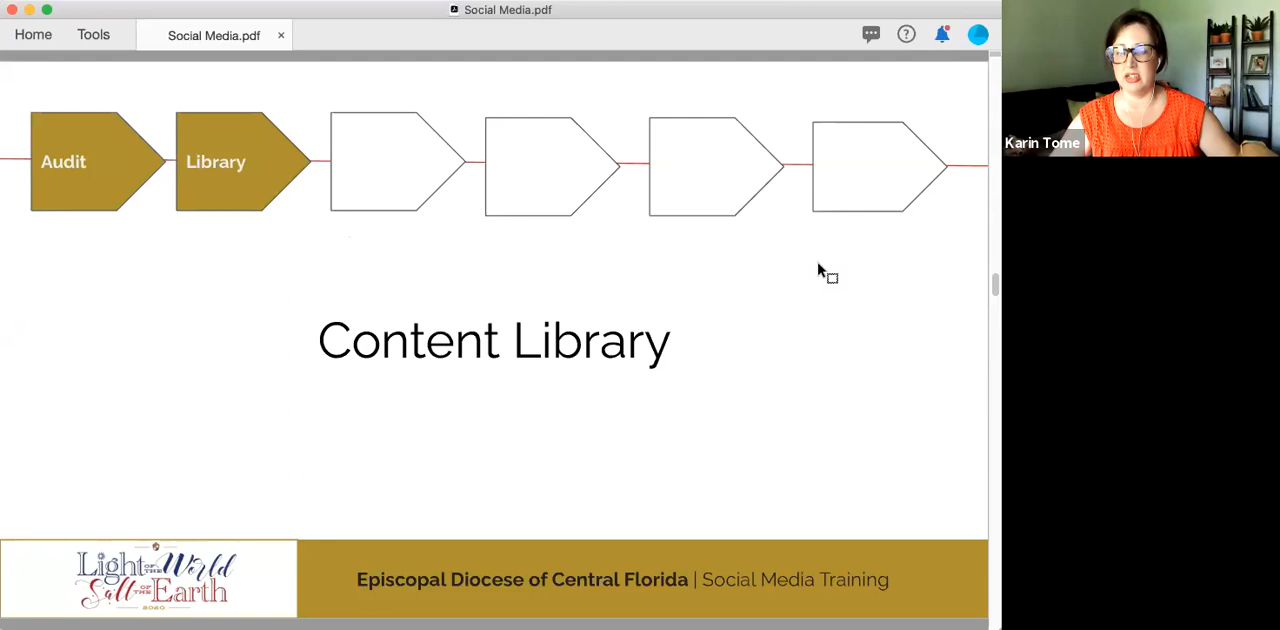 Social Media.pdf
Home Tools Social Media.pdf ×
Karin Tome
Audit Library
Content Library
Light OF THE World
Salt OF THE Earth
2020
Episcopal Diocese of Central Florida | Social Media Training